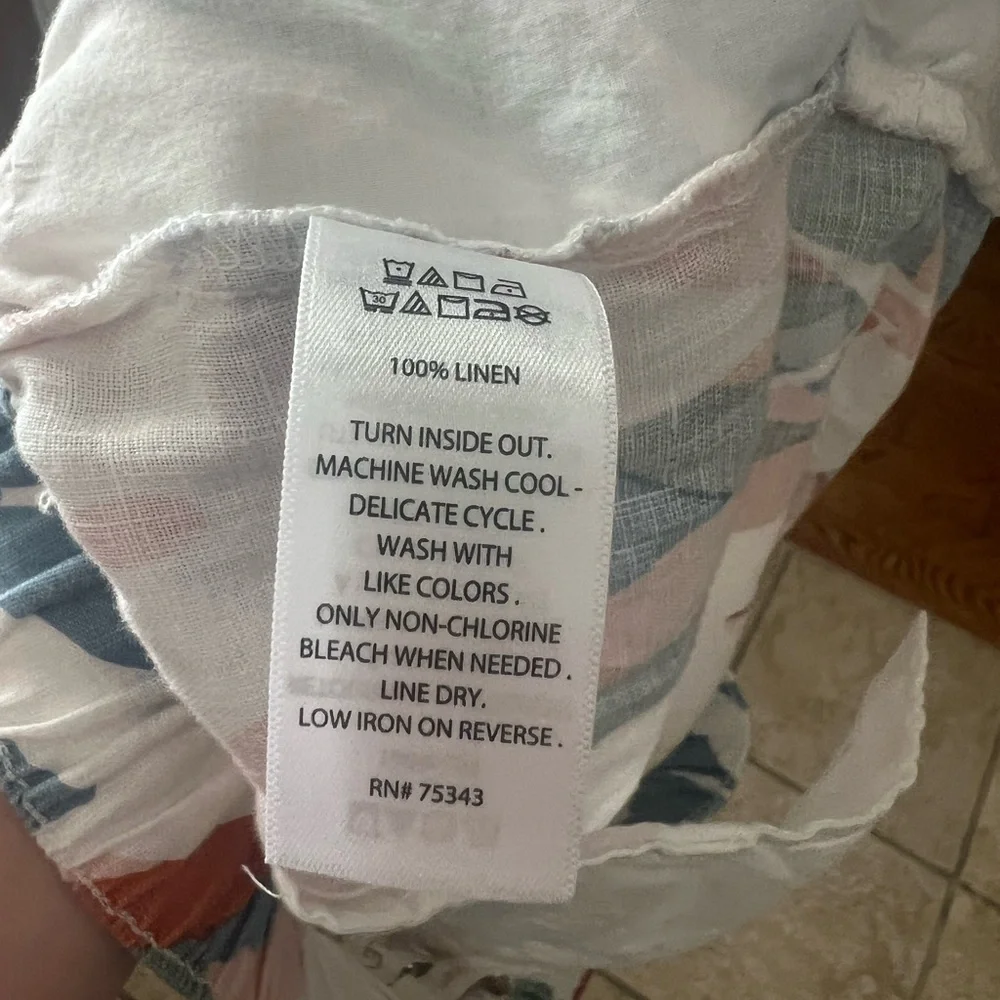 30
100% LINEN
TURN INSIDE OUT.
MACHINE WASH COOL -
DELICATE CYCLE .
WASH WITH
LIKE COLORS .
ONLY NON-CHLORINE
BLEACH WHEN NEEDED .
LINE DRY.
LOW IRON ON REVERSE .
RN# 75343